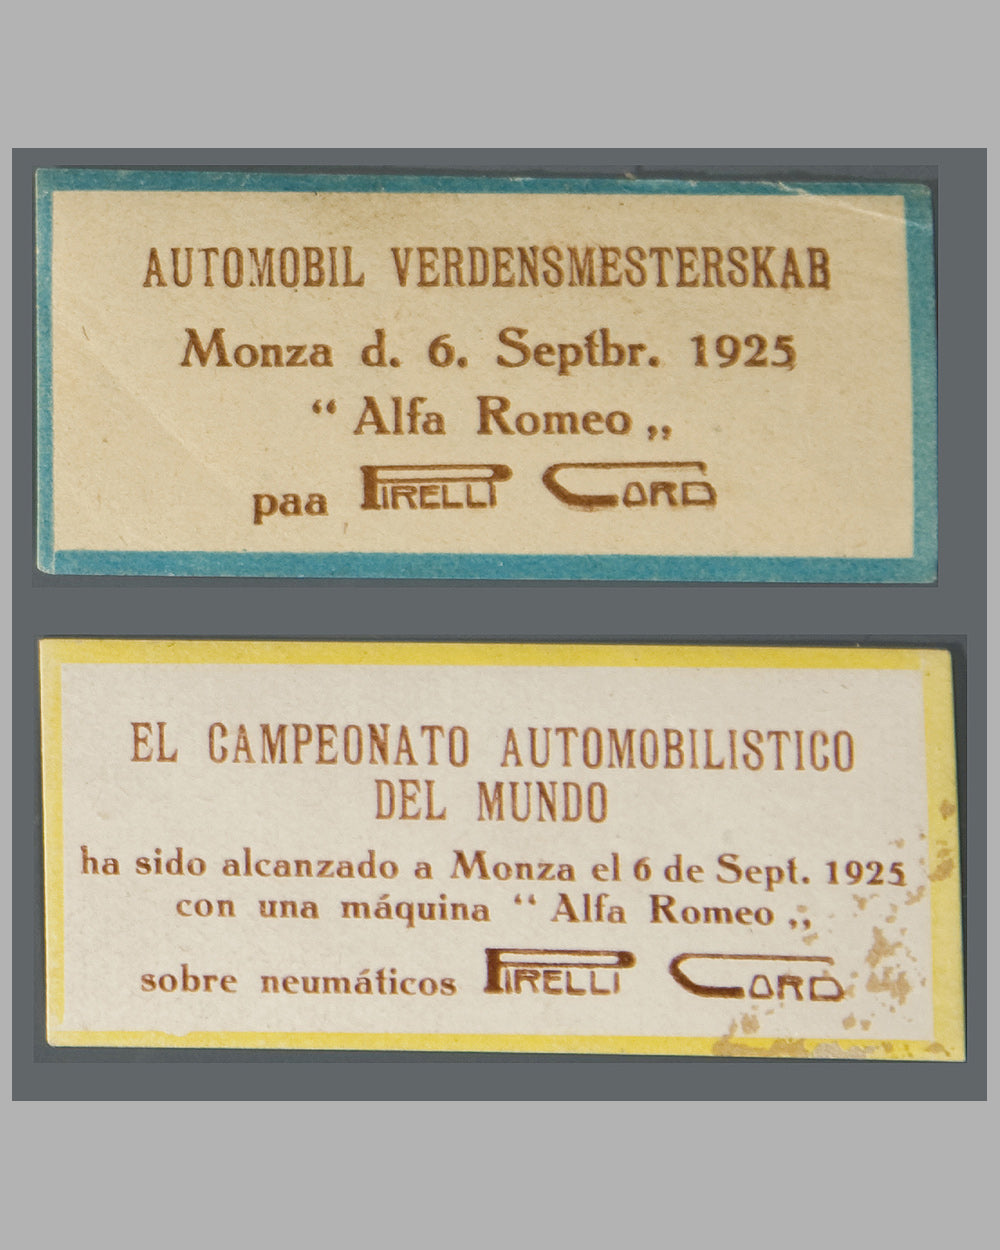 AUTOMOBIL VERDENSMESTERSKAB
Monza d. 6. Septbr. 1925
“ Alfa Romeo „
paa PIRELLI CORD
EL CAMPEONATO AUTOMOBILISTICO
DEL MUNDO
ha sido alcanzado a Monza el 6 de Sept. 1925
con una máquina “ Alfa Romeo „
sobre neumáticos PIRELLI CORD